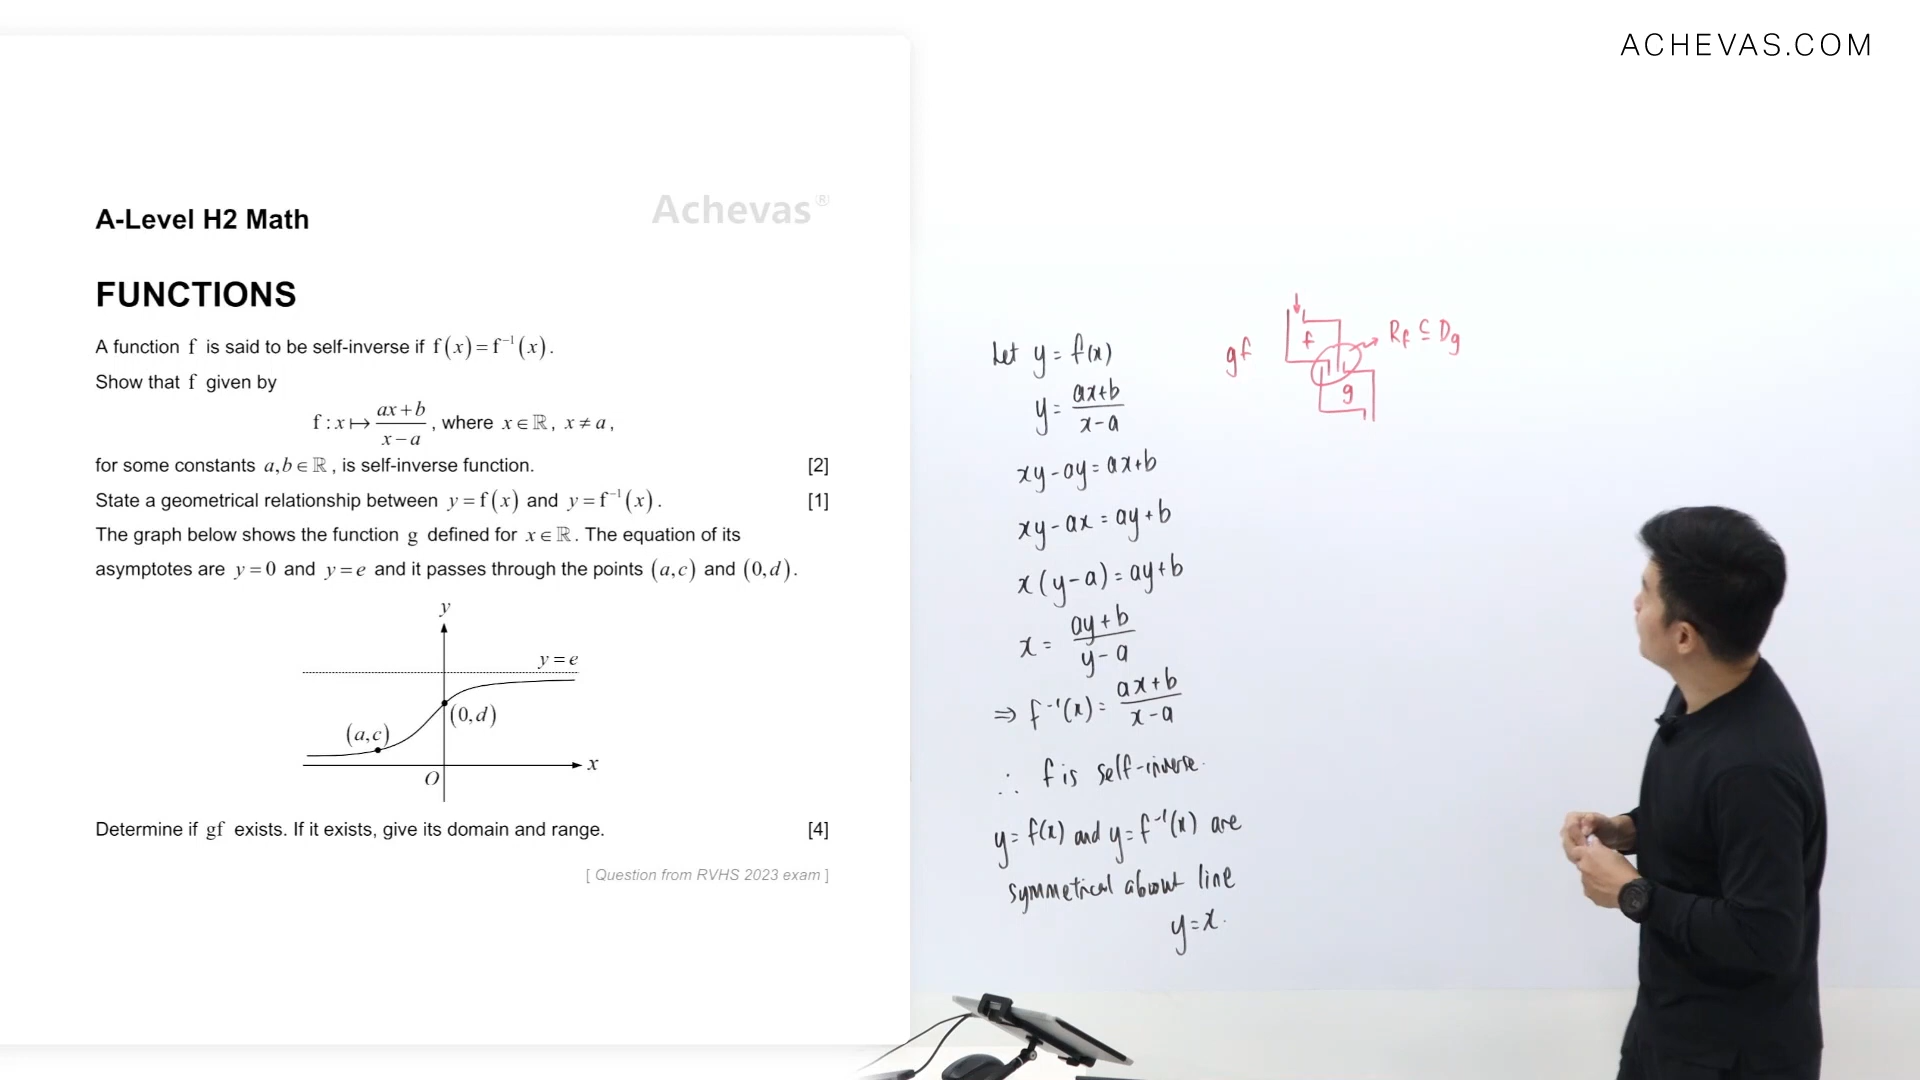 ACHEVAS.COM
A-Level H2 Math
Achevas®
FUNCTIONS
A function f is said to be self-inverse if f(x)=f⁻¹(x).
Show that f given by
f : x ↦ (ax+b)/(x−a), where x∈ℝ, x≠a,
for some constants a,b∈ℝ, is self-inverse function. [2]
State a geometrical relationship between y=f(x) and y=f⁻¹(x). [1]
The graph below shows the function g defined for x∈ℝ. The equation of its
asymptotes are y=0 and y=e and it passes through the points (a,c) and (0,d).
y
y=e
(0,d)
(a,c)
x
O
Determine if gf exists. If it exists, give its domain and range. [4]
[ Question from RVHS 2023 exam ]
Let y = f(x)
y = (ax+b)/(x-a)
xy-ay = ax+b
xy-ax = ay+b
x(y-a) = ay+b
x = (ay+b)/(y-a)
⇒ f⁻¹(x) = (ax+b)/(x-a)
∴ f is self-inverse.
y=f(x) and y=f⁻¹(x) are
symmetrical about line
y=x.
gf
f
g
Rf ⊆ Dg